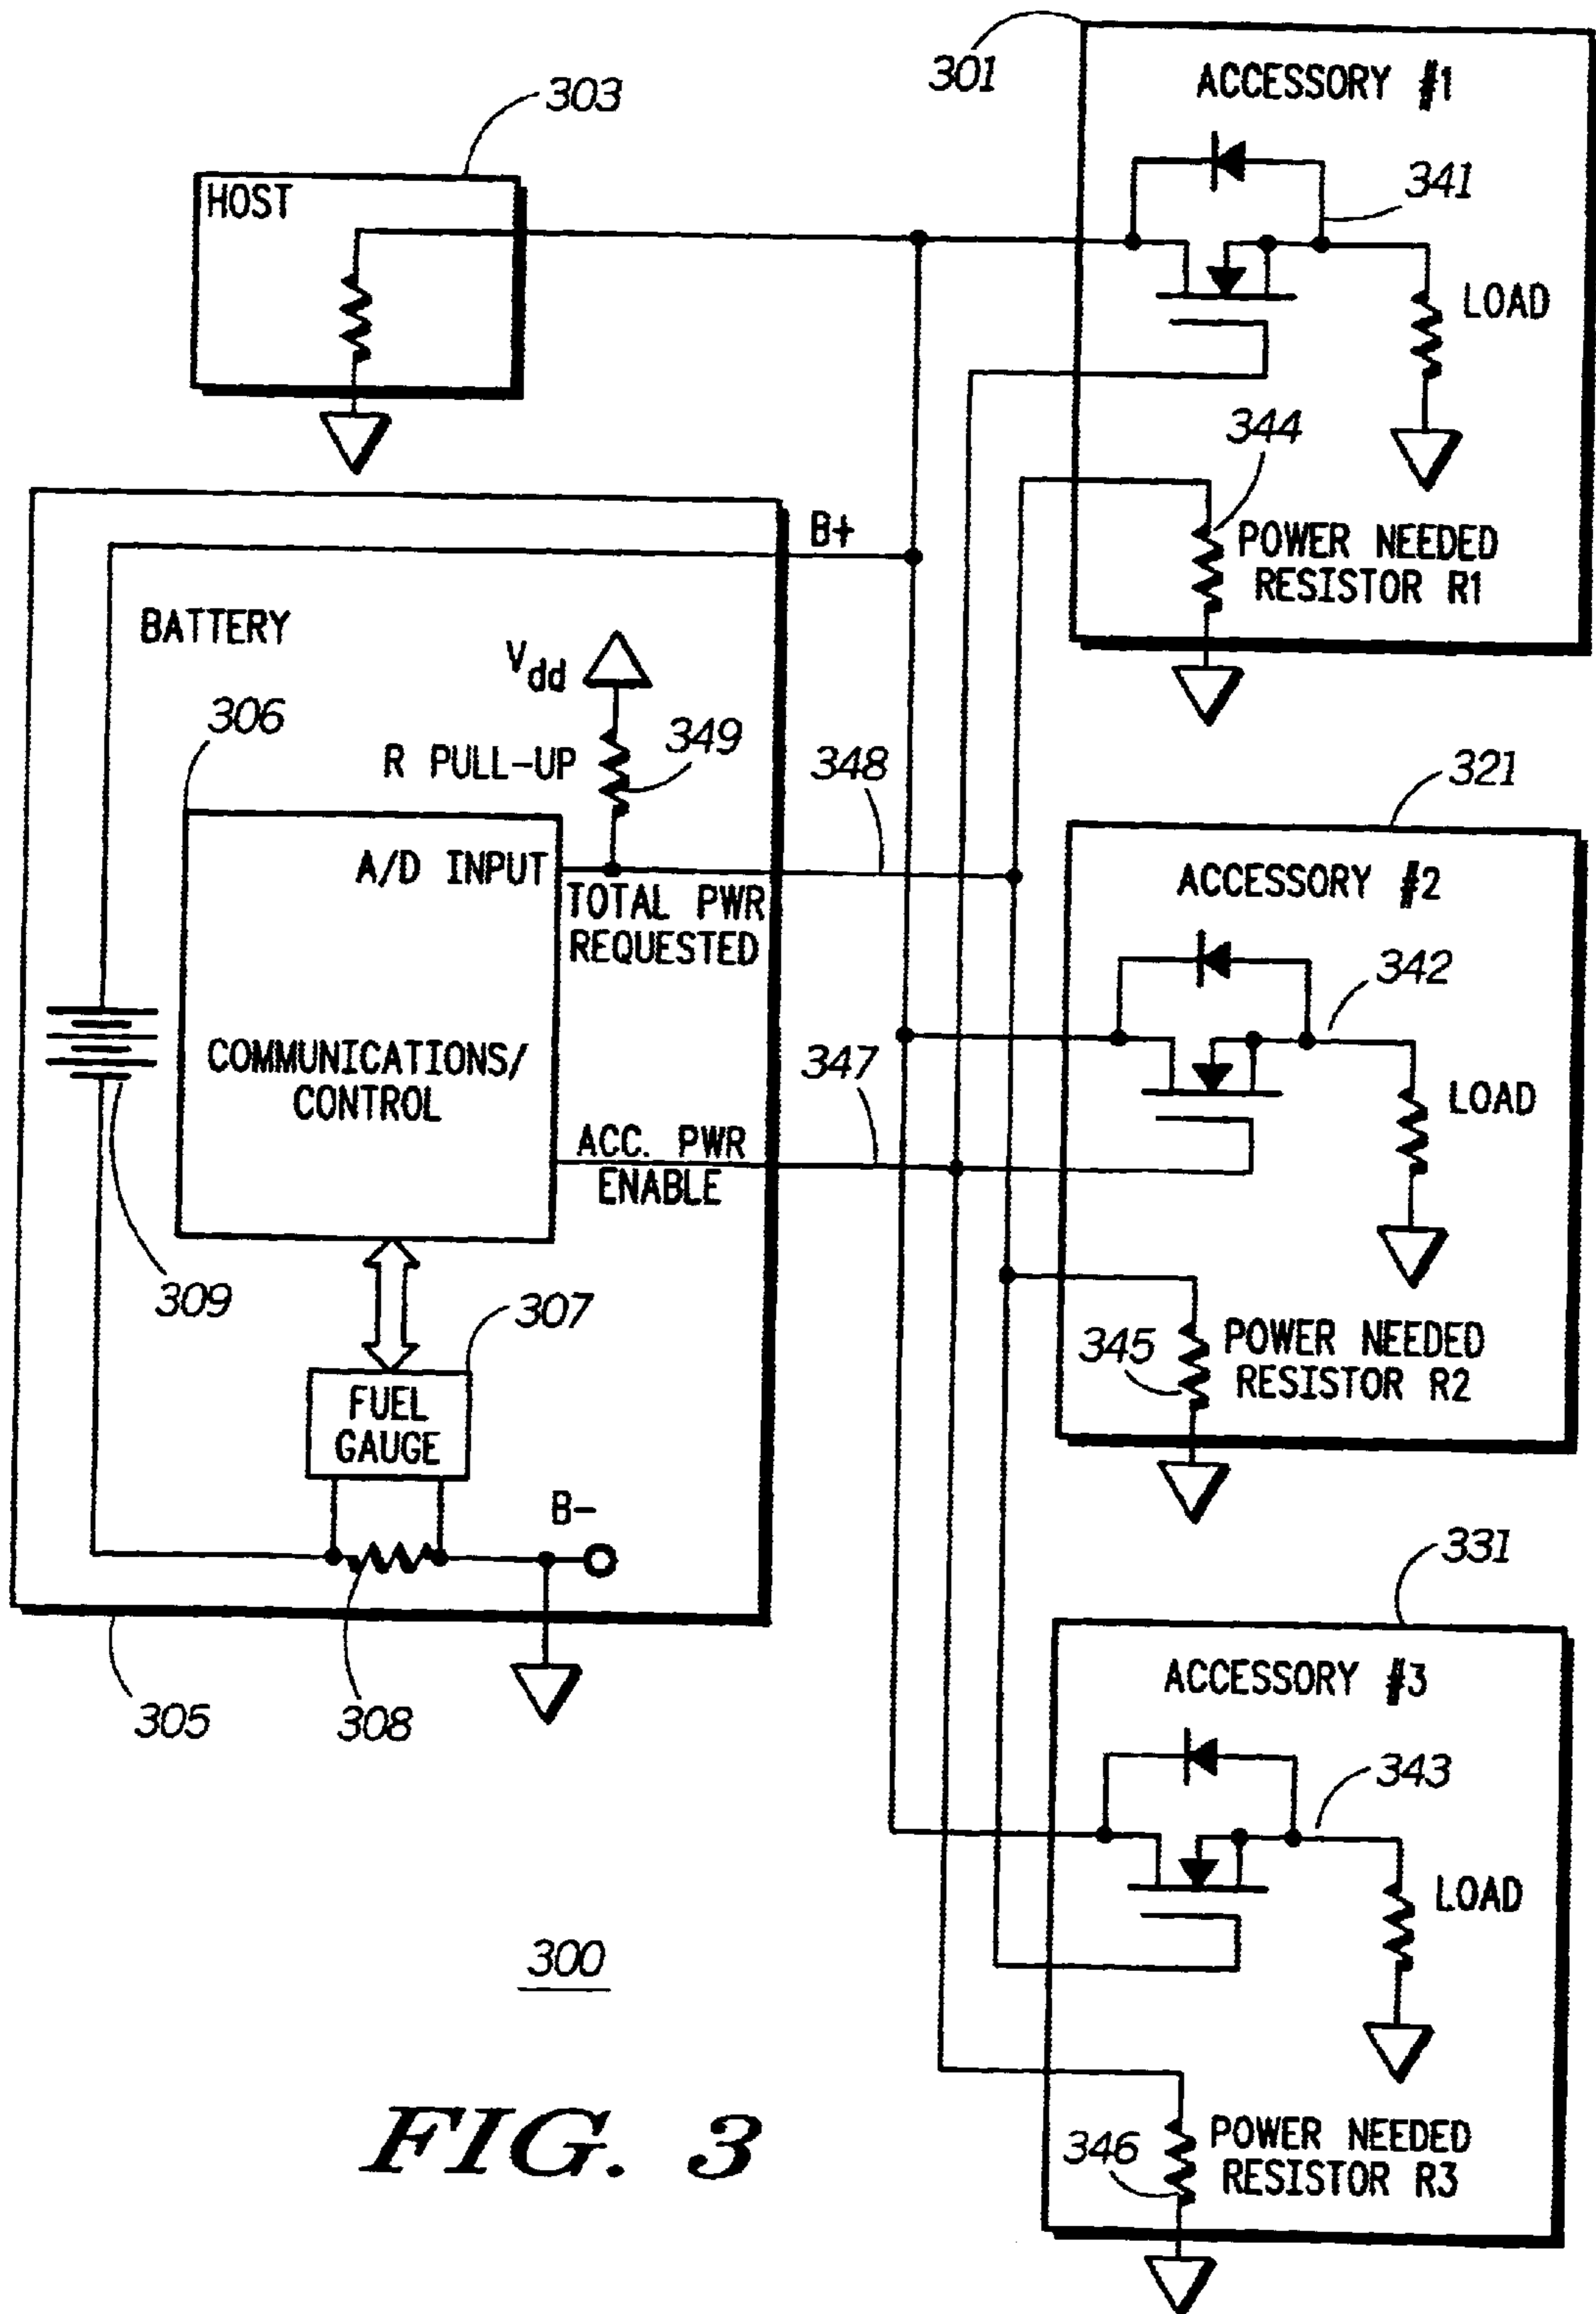 301
ACCESSORY #1
303
HOST
341
LOAD
344
POWER NEEDED
RESISTOR R1
B+
BATTERY
Vdd
306
R PULL-UP
349
348
A/D INPUT
TOTAL PWR
REQUESTED
COMMUNICATIONS/
CONTROL
347
ACC. PWR
ENABLE
309
307
FUEL
GAUGE
B-
305
308
321
ACCESSORY #2
342
LOAD
345
POWER NEEDED
RESISTOR R2
331
ACCESSORY #3
343
LOAD
346
POWER NEEDED
RESISTOR R3
300
FIG. 3